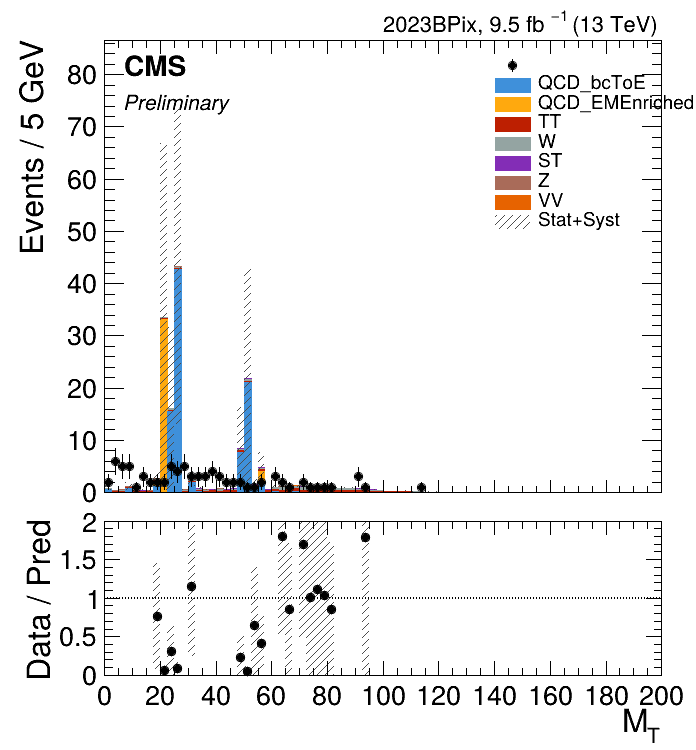 2023BPix, 9.5 fb⁻¹ (13 TeV)
CMS
Preliminary
QCD_bcToE
QCD_EMEnriched
TT
W
ST
Z
VV
Stat+Syst
Events / 5 GeV
80
70
60
50
40
30
20
10
0
Data / Pred
2
1.5
1
0.5
0
0 20 40 60 80 100 120 140 160 180 200
M_T